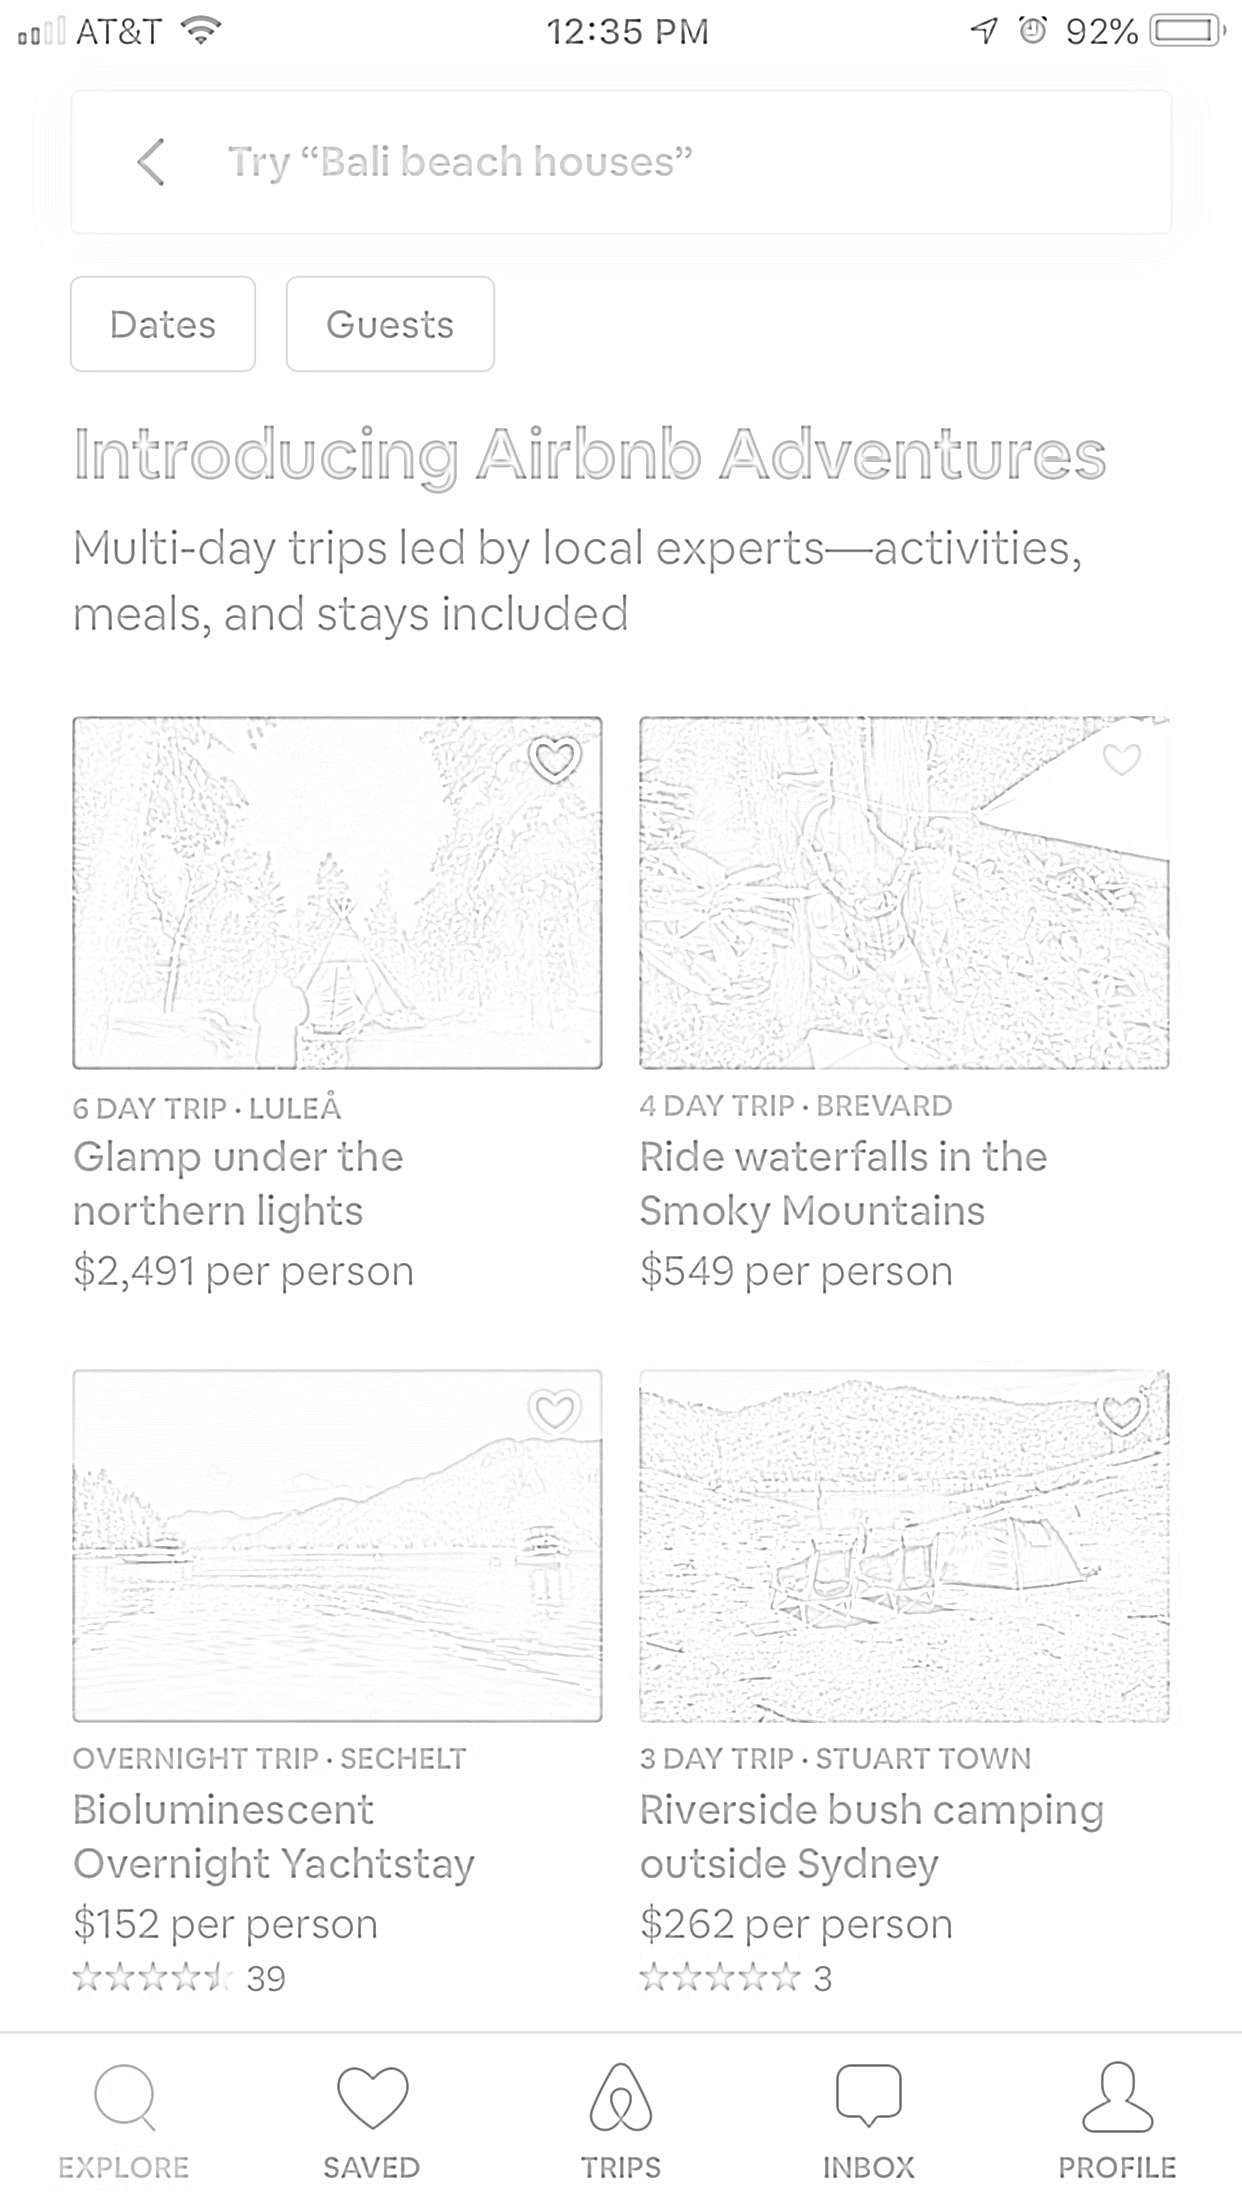 AT&T 12:35 PM 92%
Try “Bali beach houses”
Dates Guests
Introducing Airbnb Adventures
Multi-day trips led by local experts—activities,
meals, and stays included
6 DAY TRIP · LULEÅ
Glamp under the
northern lights
$2,491 per person
4 DAY TRIP · BREVARD
Ride waterfalls in the
Smoky Mountains
$549 per person
OVERNIGHT TRIP · SECHELT
Bioluminescent
Overnight Yachtstay
$152 per person
39
3 DAY TRIP · STUART TOWN
Riverside bush camping
outside Sydney
$262 per person
3
EXPLORE SAVED TRIPS INBOX PROFILE